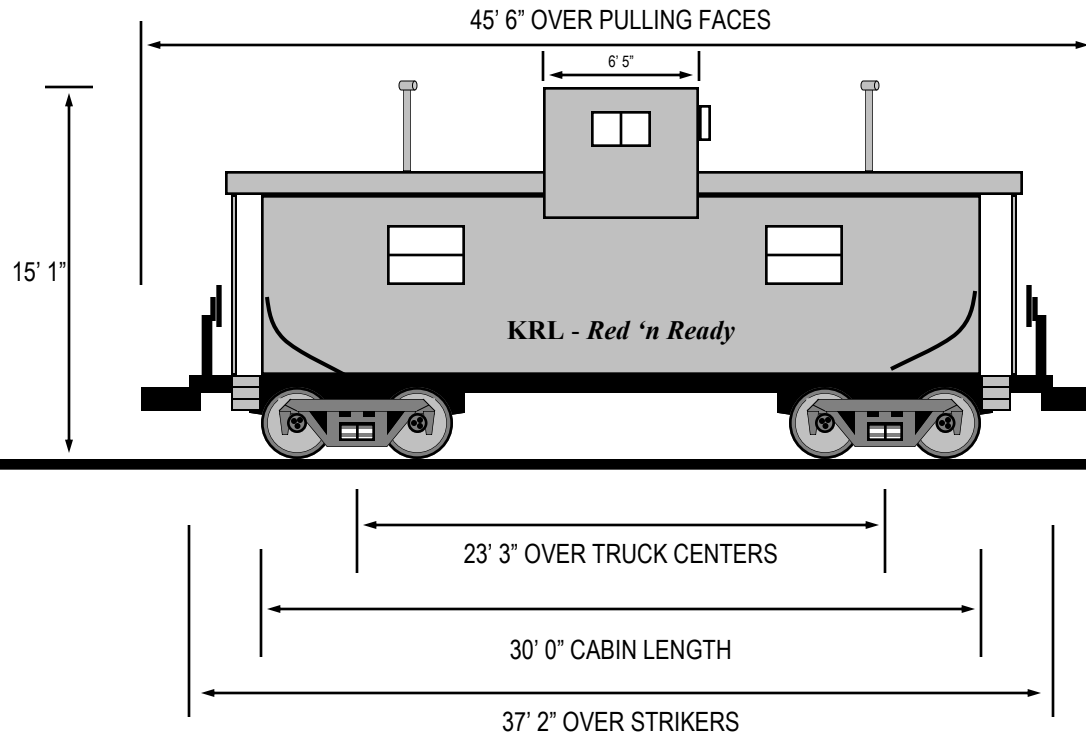 45’ 6” OVER PULLING FACES
6’ 5”
15’ 1”
KRL - Red ‘n Ready
23’ 3” OVER TRUCK CENTERS
30’ 0” CABIN LENGTH
37’ 2” OVER STRIKERS